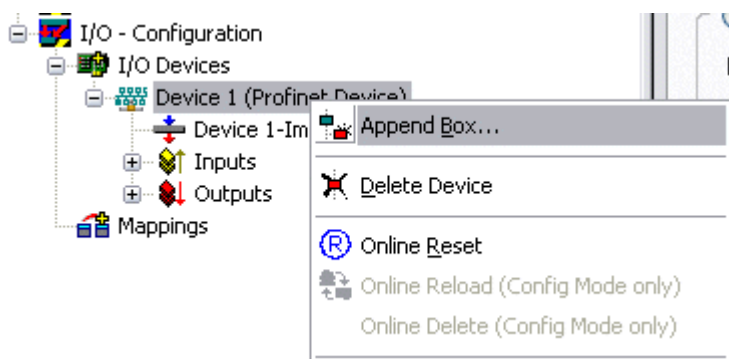 I/O - Configuration
I/O Devices
Device 1 (Profinet Device)
Device 1-Im
Inputs
Outputs
Mappings
Append Box...
Delete Device
Online Reset
Online Reload (Config Mode only)
Online Delete (Config Mode only)